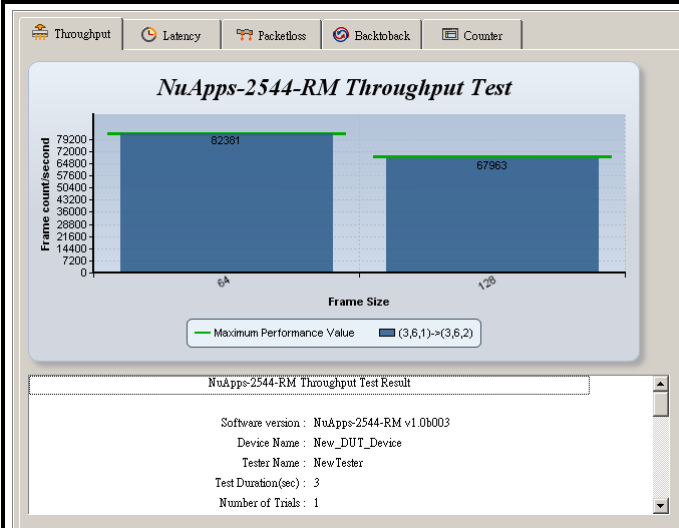 Throughput
Latency
Packetloss
Backtoback
Counter
NuApps-2544-RM Throughput Test
Frame count/second
79200
72000
64800
57600
50400
43200
36000
28800
21600
14400
7200
0
82381
67963
64
128
Frame Size
Maximum Performance Value
(3,6,1)->(3,6,2)
NuApps-2544-RM Throughput Test Result
Software version : NuApps-2544-RM v1.0b003
Device Name : New_DUT_Device
Tester Name : NewTester
Test Duration(sec) : 3
Number of Trials : 1